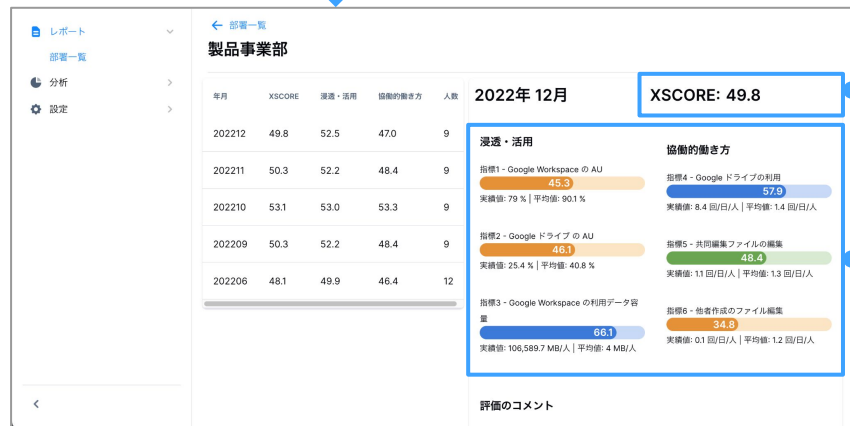 レポート
部署一覧
分析
設定
部署一覧
製品事業部
年月 XSCORE 浸透・活用 協働的働き方 人数
202212 49.8 52.5 47.0 9
202211 50.3 52.2 48.4 9
202210 53.1 53.0 53.3 9
202209 50.3 52.2 48.4 9
202206 48.1 49.9 46.4 12
2022年 12月
XSCORE: 49.8
浸透・活用
指標1 - Google Workspace の AU
45.3
実績値: 79 % | 平均値: 90.1 %
指標2 - Google ドライブ の AU
46.1
実績値: 25.4 % | 平均値: 40.8 %
指標3 - Google Workspace の利用データ容
量
66.1
実績値: 106,589.7 MB/人 | 平均値: 4 MB/人
協働的働き方
指標4 - Google ドライブの利用
57.9
実績値: 8.4 回/日/人 | 平均値: 1.4 回/日/人
指標5 - 共同編集ファイルの編集
48.4
実績値: 1.1 回/日/人 | 平均値: 1.3 回/日/人
指標6 - 他者作成のファイル編集
34.8
実績値: 0.1 回/日/人 | 平均値: 1.2 回/日/人
評価のコメント